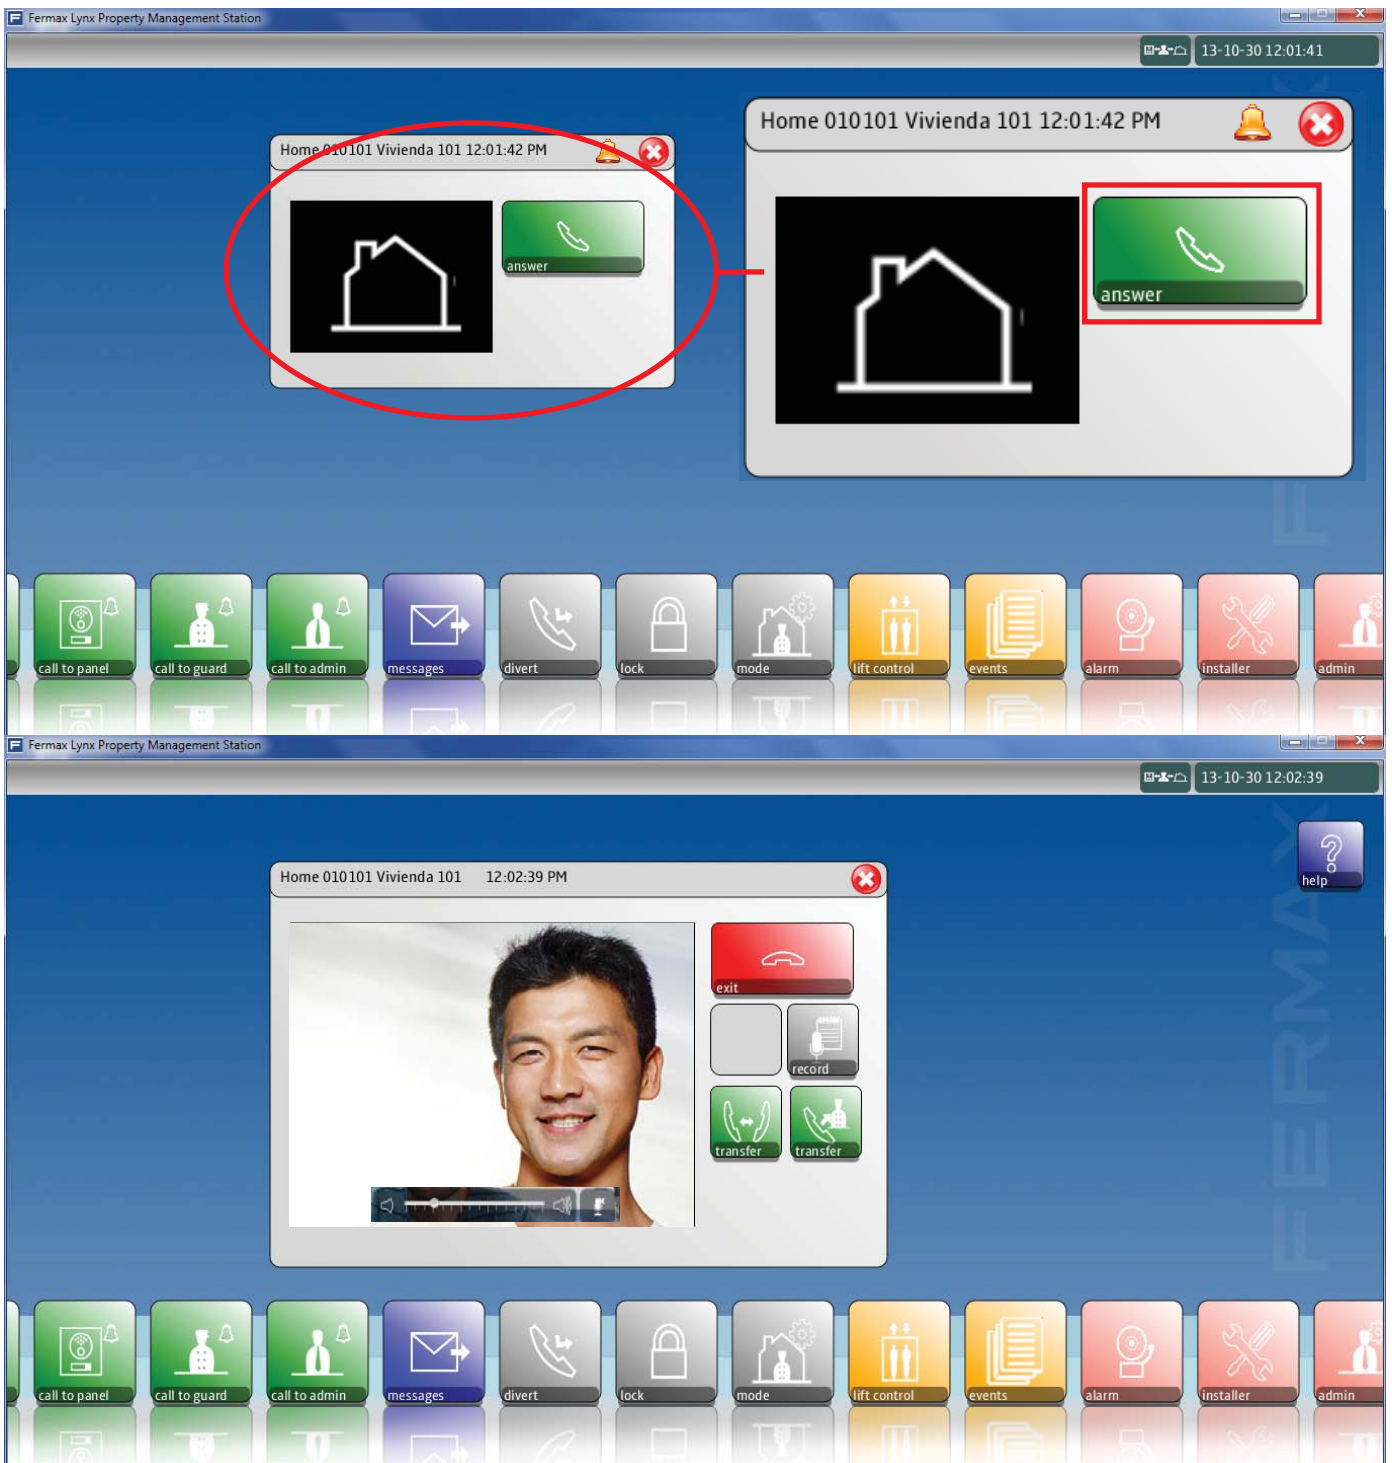 Fermax Lynx Property Management Station
13-10-30 12:01:41
Home 010101 Vivienda 101 12:01:42 PM
answer
Home 010101 Vivienda 101 12:01:42 PM
answer
call to panel
call to guard
call to admin
messages
divert
lock
mode
lift control
events
alarm
installer
admin
Fermax Lynx Property Management Station
13-10-30 12:02:39
help
FERMAX
Home 010101 Vivienda 101 12:02:39 PM
exit
record
transfer
transfer
call to panel
call to guard
call to admin
messages
divert
lock
mode
lift control
events
alarm
installer
admin